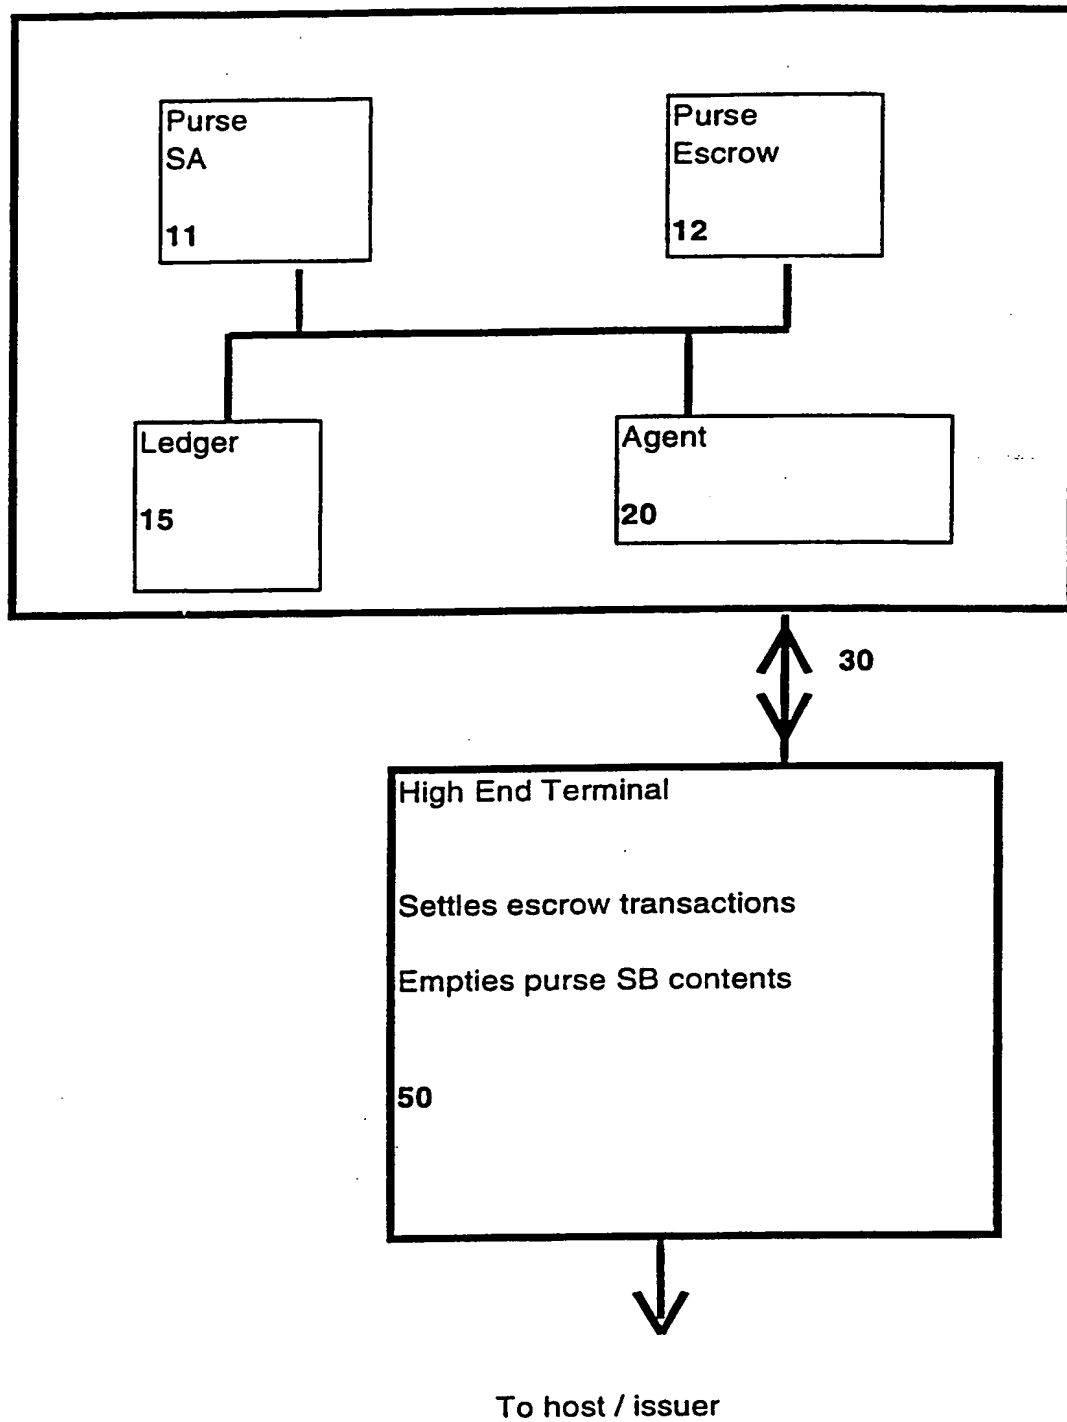 Purse
SA
11
Purse
Escrow
12
Ledger
15
Agent
20
30
High End Terminal
Settles escrow transactions
Empties purse SB contents
50
To host / issuer